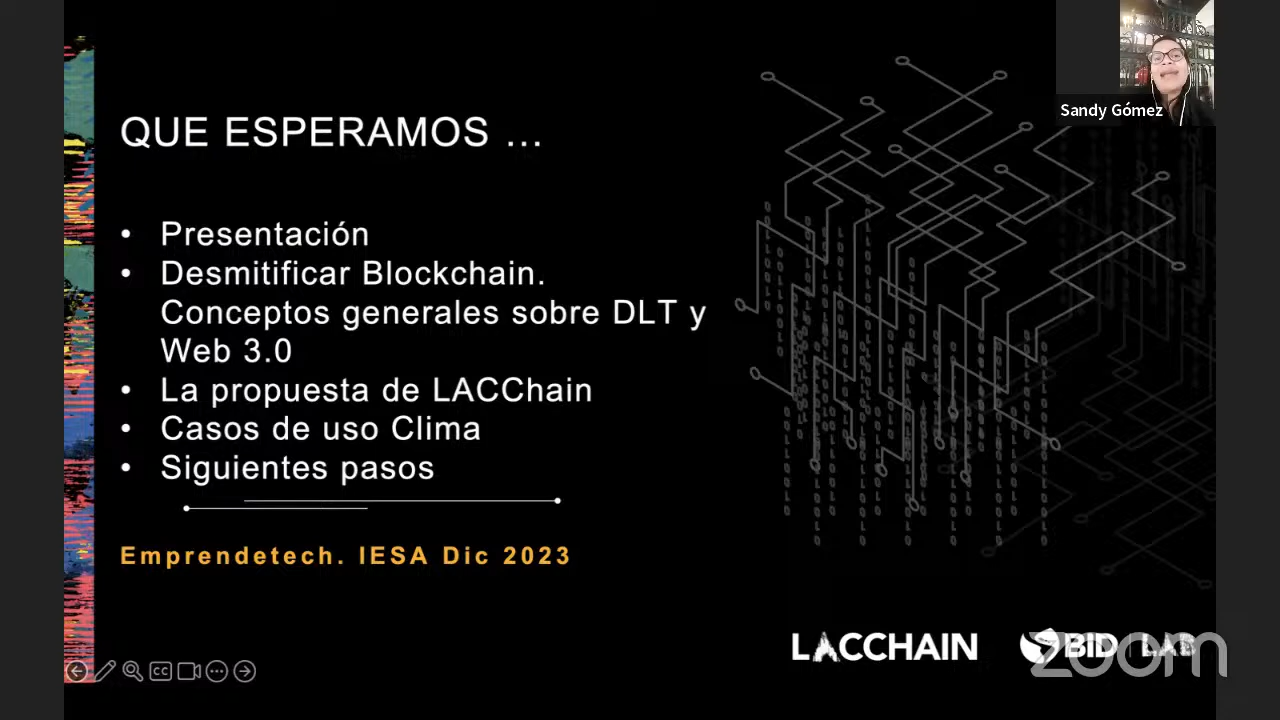 Sandy Gómez
QUE ESPERAMOS ...
• Presentación
• Desmitificar Blockchain.
Conceptos generales sobre DLT y
Web 3.0
• La propuesta de LACChain
• Casos de uso Clima
• Siguientes pasos
Emprendetech. IESA Dic 2023
LACCHAIN
BID LAB
zoom
CC